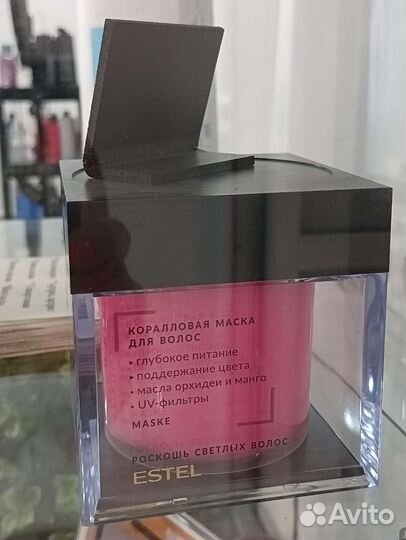 КОРАЛЛОВАЯ МАСКА
ДЛЯ ВОЛОС
▸ глубокое питание
▸ поддержание цвета
• масла орхидеи и манго
• UV-фильтры
MASKE
РОСКОШЬ СВЕТЛЫХ ВОЛОС
ESTEL
Avito